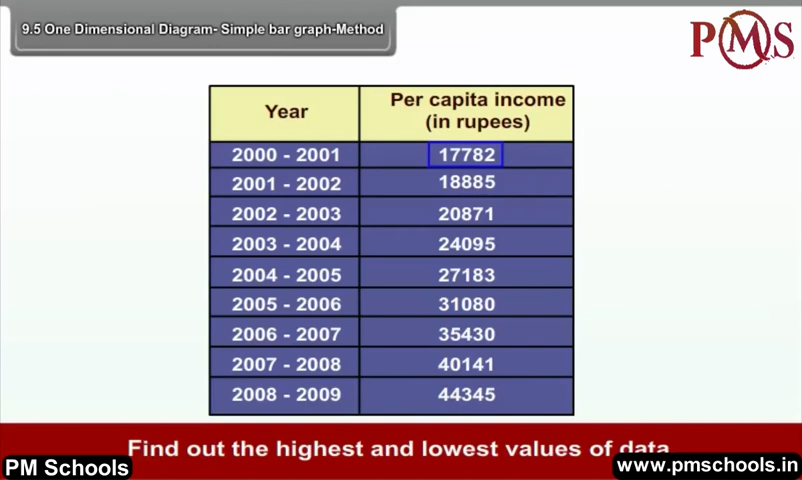 9.5 One Dimensional Diagram- Simple bar graph-Method
PMS
Year Per capita income (in rupees)
2000 - 2001 17782
2001 - 2002 18885
2002 - 2003 20871
2003 - 2004 24095
2004 - 2005 27183
2005 - 2006 31080
2006 - 2007 35430
2007 - 2008 40141
2008 - 2009 44345
Find out the highest and lowest values of data
PM Schools
www.pmschools.in